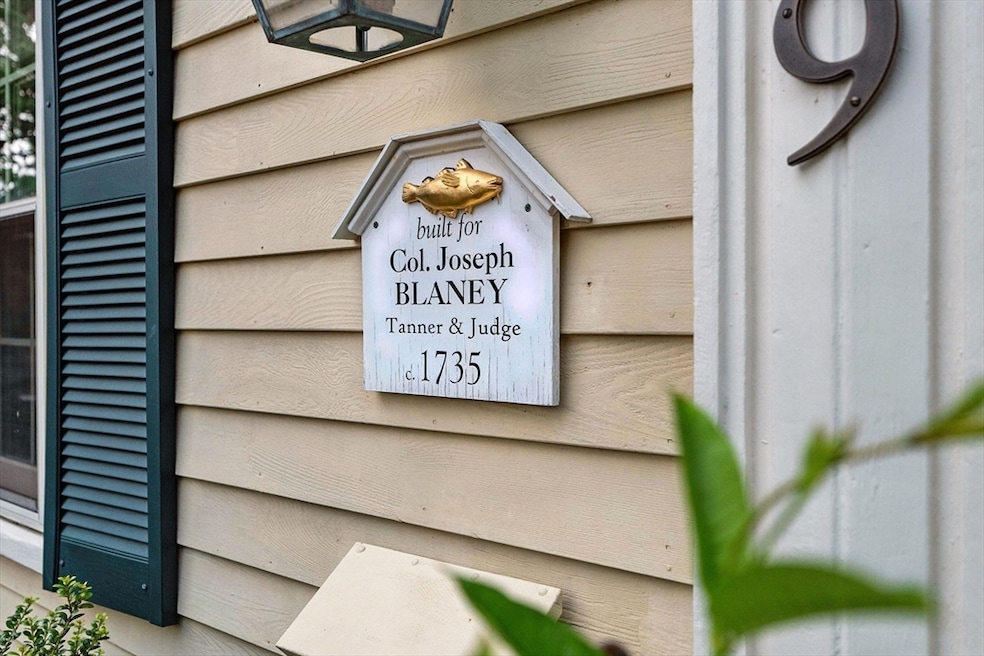 built for
Col. Joseph
BLANEY
Tanner & Judge
c. 1735
9